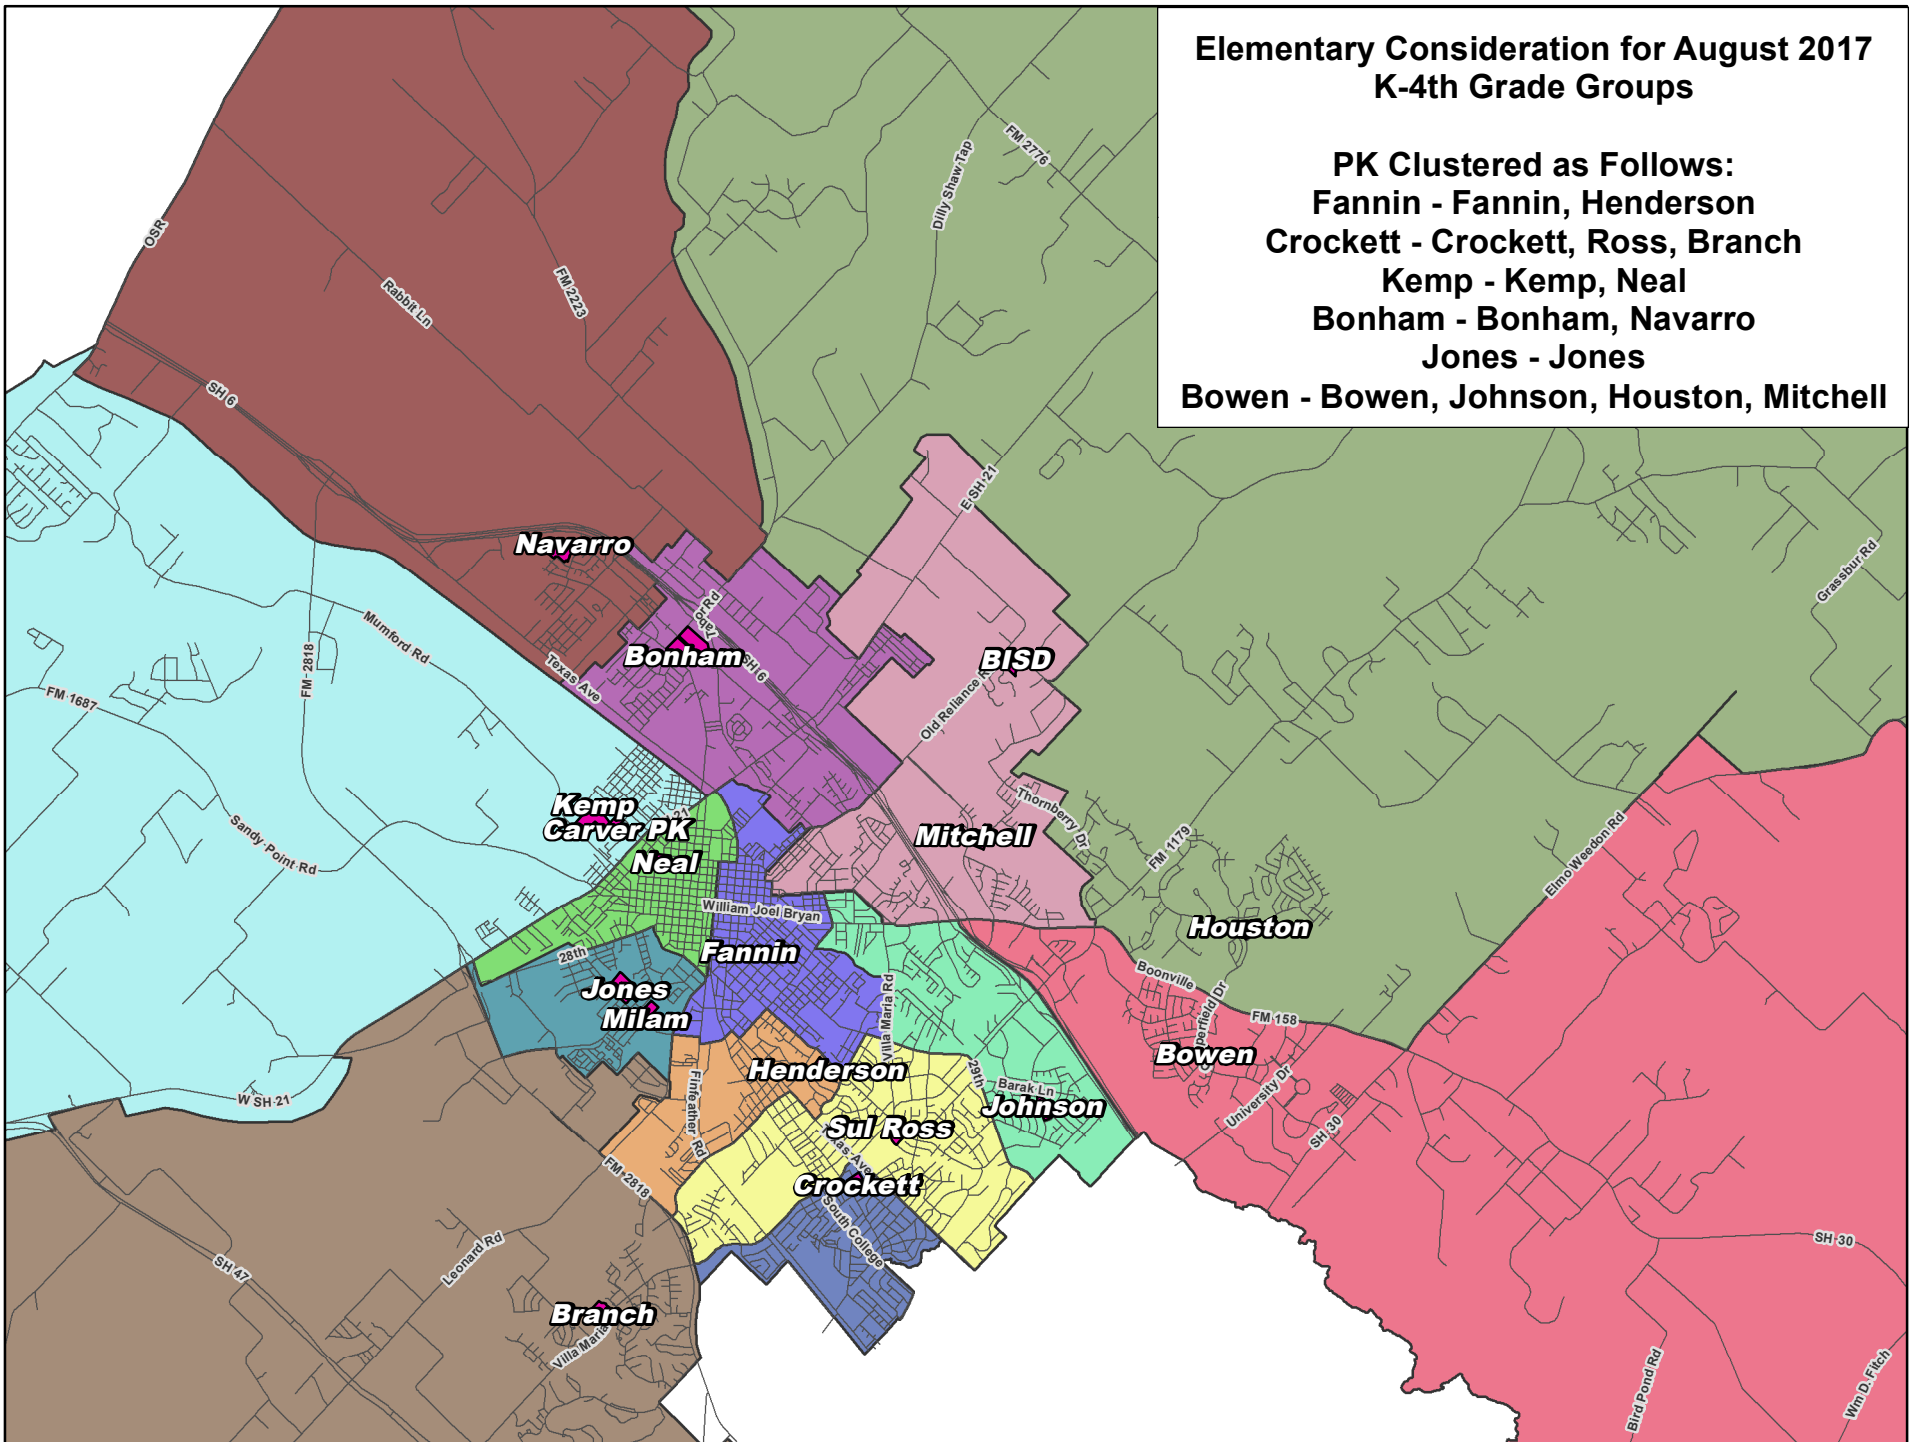 Elementary Consideration for August 2017
K-4th Grade Groups
PK Clustered as Follows:
Fannin - Fannin, Henderson
Crockett - Crockett, Ross, Branch
Kemp - Kemp, Neal
Bonham - Bonham, Navarro
Jones - Jones
Bowen - Bowen, Johnson, Houston, Mitchell
FM 2776
Dilly Shaw Tap
OSR
FM 2223
Rabbit Ln
SH 6
E SH 21
Navarro
Grassbur Rd
Tabor Rd
Mumford Rd
FM 2818
Bonham
SH 6
BISD
Texas Ave
FM 1687
Old Reliance R
Kemp
Carver PK
21
Thornberry Dr
Mitchell
FM 1179
Sandy Point Rd
Neal
Elmo Weedon Rd
William Joel Bryan
Houston
28th
Fannin
Boonville
Jones
Milam
Villa Maria Rd
FM 158
Bowen
Henderson
29th
Barak Ln
University Dr
W SH 21
Finfeather Rd
Johnson
Sul Ross
SH 30
FM 2818
Crockett
South College
Leonard Rd
SH 47
SH 30
Branch
Villa Maria
Bird Pond Rd
Wm D. Fitch